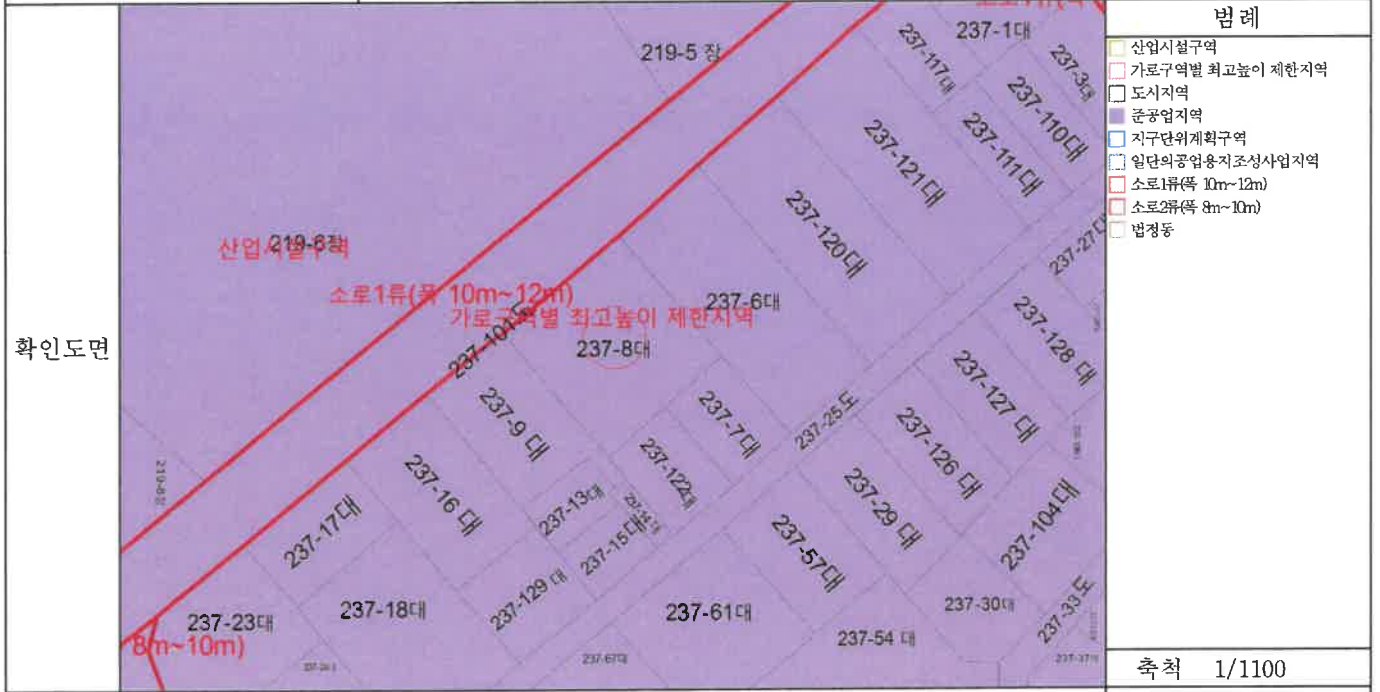 확인도면
219-5 장
237-1대
237-117대
237-3대
237-110대
237-111대
237-121대
237-120대
237-27
219-6장
산업시설구역
소로1류(폭 10m~12m)
237-6대
가로구역별 최고높이 제한지역
237-101
237-8대
237-128 대
237-127 대
237-9 대
237-7대
237-25도
237-126 대
237-16 대
237-122대
237-29 대
237-104대
219-8장
237-17대
237-13대
237-15대
237-57대
237-129 대
237-18대
237-23대
237-61대
237-30대
237-33도
237-54 대
8m~10m)
237-67대
범례
산업시설구역
가로구역별 최고높이 제한지역
도시지역
준공업지역
지구단위계획구역
일단의공업용지조성사업지역
소로1류(폭 10m~12m)
소로2류(폭 8m~10m)
법정동
축척 1/1100